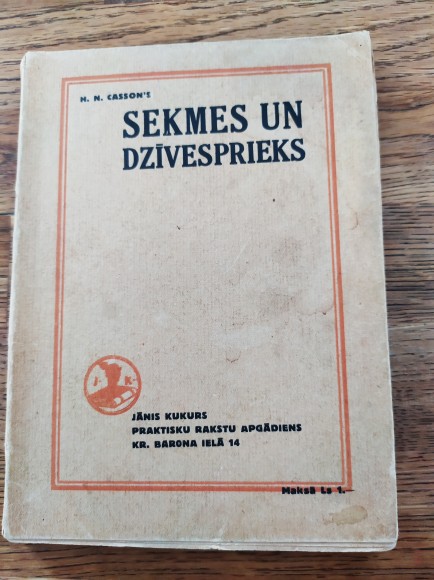 H. N. CASSON'S
SEKMES UN
DZĪVESPRIEKS
J K
JĀNIS KUKURS
PRAKTISKU RAKSTU APGĀDIENS
KR. BARONA IELĀ 14
Maksā Ls 1.—